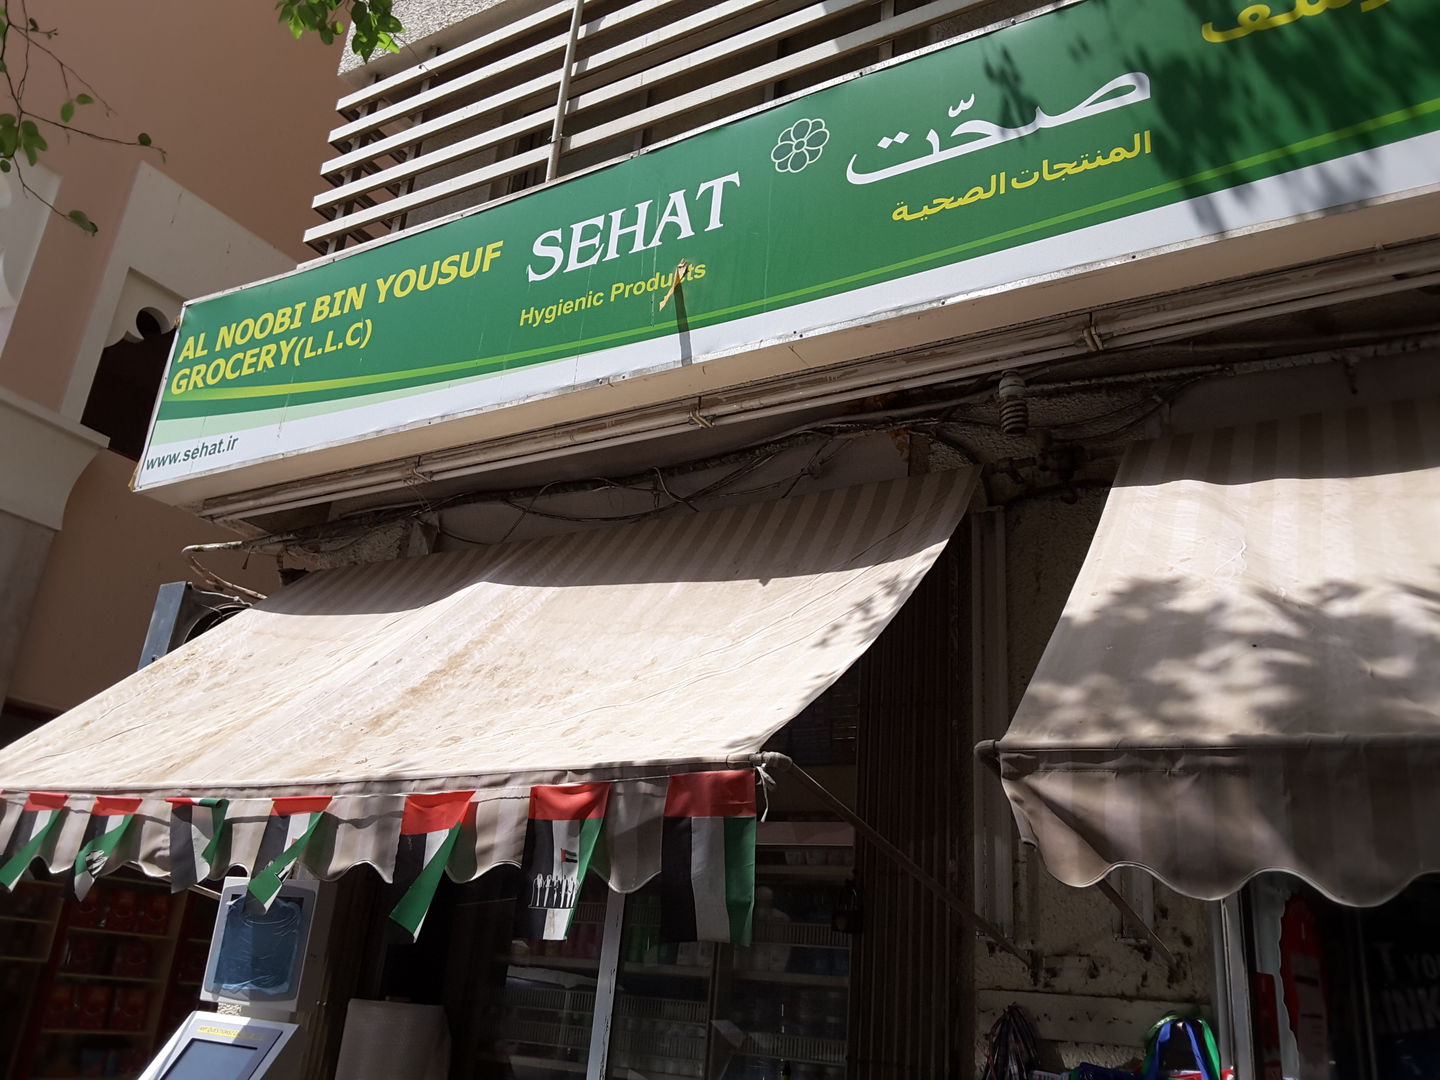 AL NOOBI BIN YOUSUF
GROCERY(L.L.C)
www.sehat.ir
SEHAT
Hygienic Products
صحّت
المنتجات الصحية